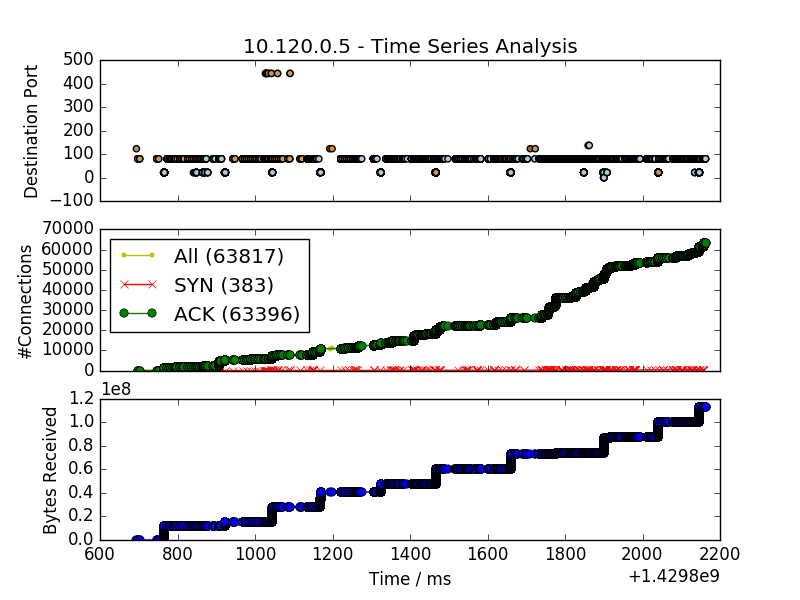 10.120.0.5 - Time Series Analysis
Destination Port
500
400
300
200
100
0
−100
#Connections
70000
60000
50000
40000
30000
20000
10000
0
All (63817)
SYN (383)
ACK (63396)
1e8
Bytes Received
1.2
1.0
0.8
0.6
0.4
0.2
0.0
600 800 1000 1200 1400 1600 1800 2000 2200
Time / ms
+1.4298e9